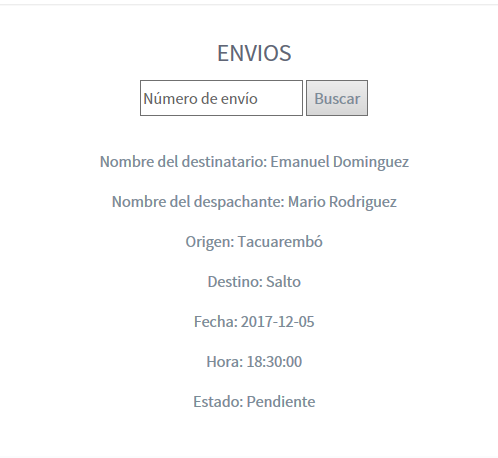 ENVIOS
Número de envio Buscar
Nombre del destinatario: Emanuel Dominguez
Nombre del despachante: Mario Rodriguez
Origen: Tacuarembó
Destino: Salto
Fecha: 2017-12-05
Hora: 18:30:00
Estado: Pendiente